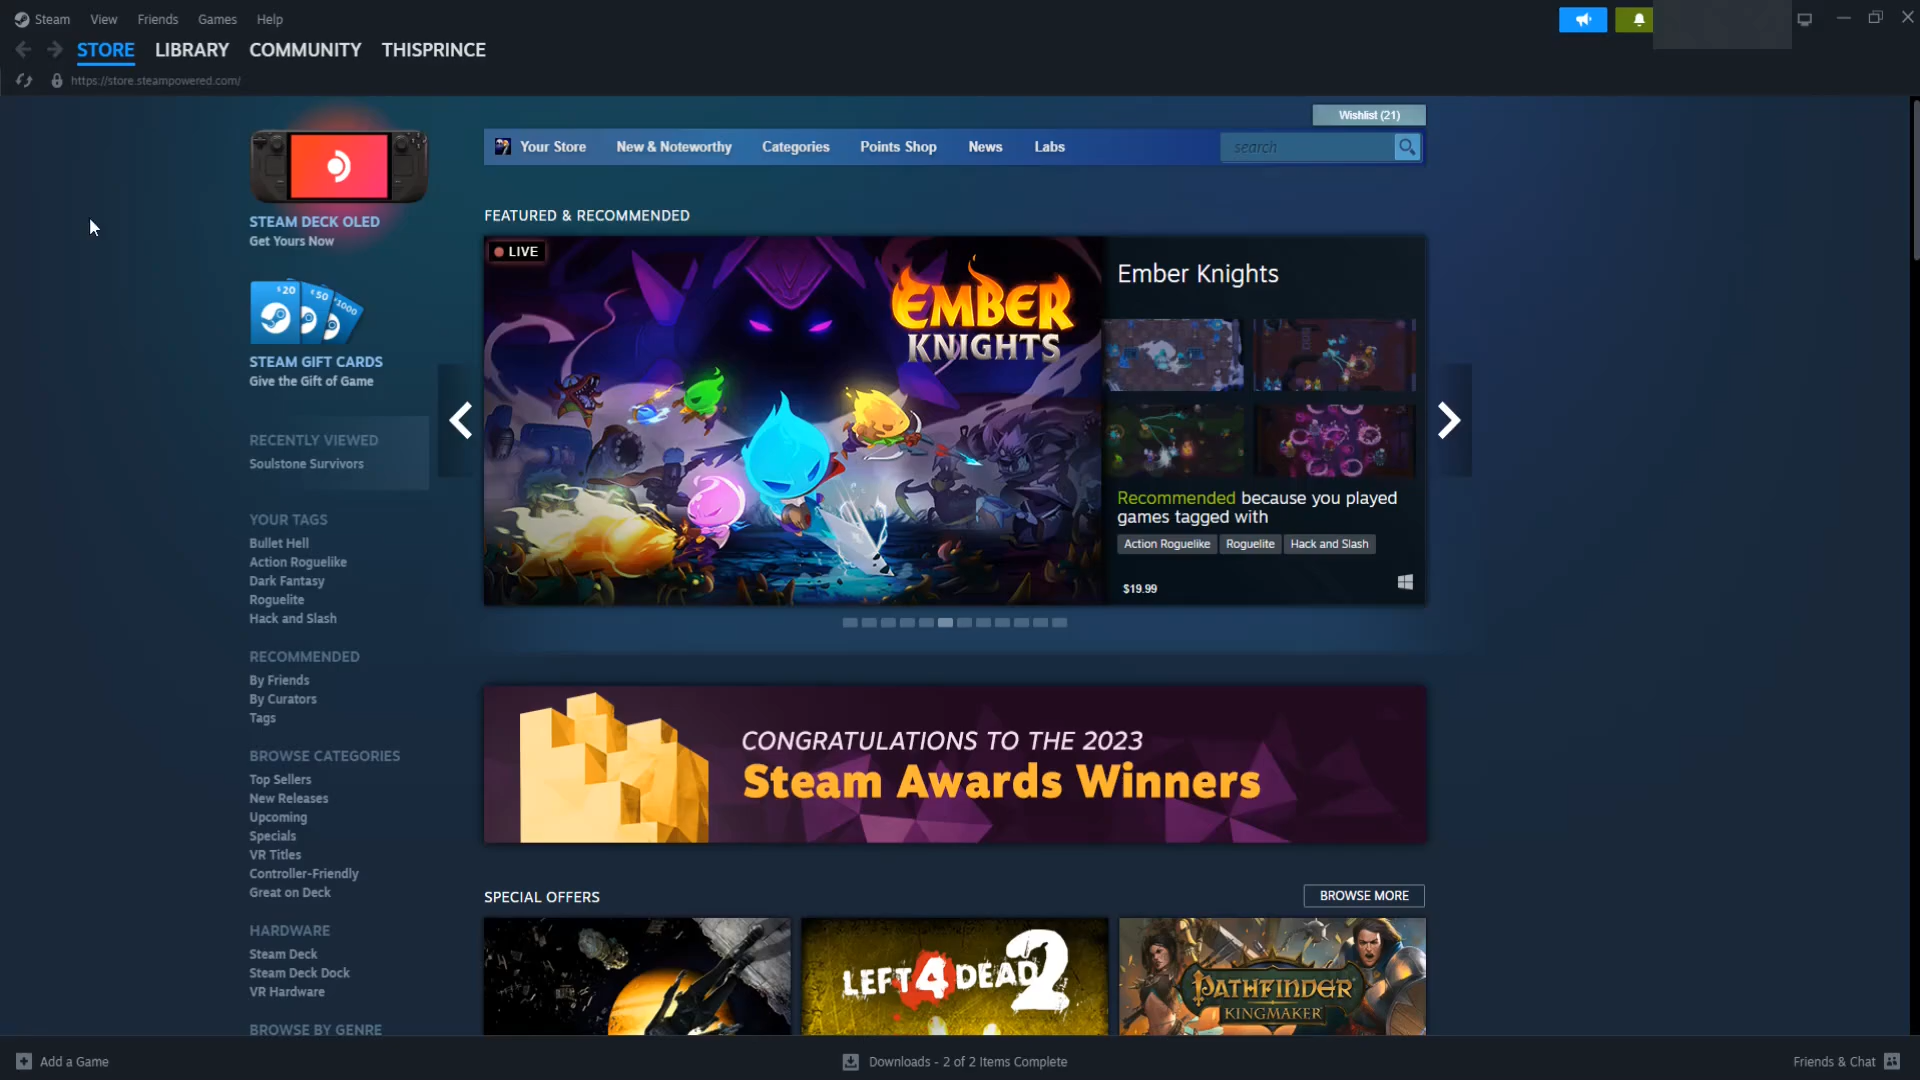 Steam View Friends Games Help
STORE LIBRARY COMMUNITY THISPRINCE
https://store.steampowered.com/
Wishlist (21)
Your Store New & Noteworthy Categories Points Shop News Labs search
STEAM DECK OLED
Get Yours Now
$20 €50 1000
STEAM GIFT CARDS
Give the Gift of Game
RECENTLY VIEWED
Soulstone Survivors
YOUR TAGS
Bullet Hell
Action Roguelike
Dark Fantasy
Roguelite
Hack and Slash
RECOMMENDED
By Friends
By Curators
Tags
BROWSE CATEGORIES
Top Sellers
New Releases
Upcoming
Specials
VR Titles
Controller-Friendly
Great on Deck
HARDWARE
Steam Deck
Steam Deck Dock
VR Hardware
BROWSE BY GENRE
FEATURED & RECOMMENDED
LIVE
EMBER
KNIGHTS
Ember Knights
Recommended because you played
games tagged with
Action Roguelike Roguelite Hack and Slash
$19.99
CONGRATULATIONS TO THE 2023
Steam Awards Winners
SPECIAL OFFERS
BROWSE MORE
LEFT 4 DEAD 2
PATHFINDER
KINGMAKER
Add a Game
Downloads - 2 of 2 Items Complete
Friends & Chat